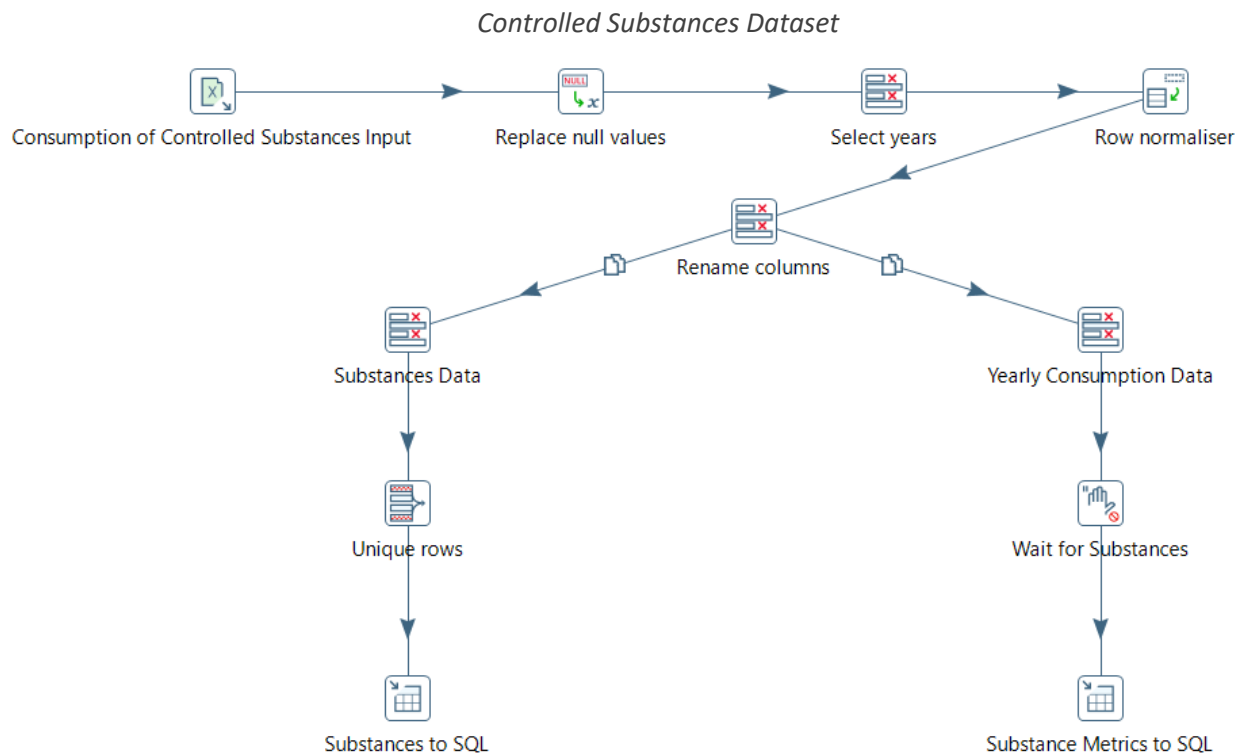 Controlled Substances Dataset
NULL
x
Consumption of Controlled Substances Input
Replace null values
Select years
Row normaliser
Rename columns
Substances Data
Yearly Consumption Data
Unique rows
Wait for Substances
Substances to SQL
Substance Metrics to SQL